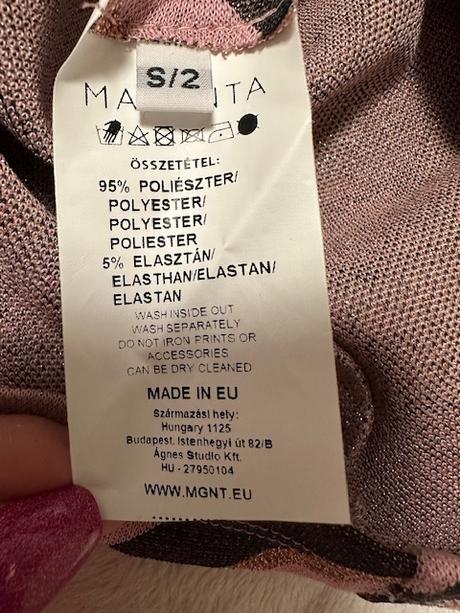 S/2
ÖSSZETÉTEL:
95% POLIÉSZTER/
POLYESTER/
POLYESTER/
POLIESTER
5% ELASZTÁN/
ELASTHAN/ELASTAN/
ELASTAN
WASH INSIDE OUT
WASH SEPARATELY
DO NOT IRON PRINTS OR
ACCESSORIES
CAN BE DRY CLEANED
MADE IN EU
Származási hely:
Hungary 1125
Budapest, Istenhegyi út 82/B
Ágnes Studio Kft.
HU - 27950104
WWW.MGNT.EU